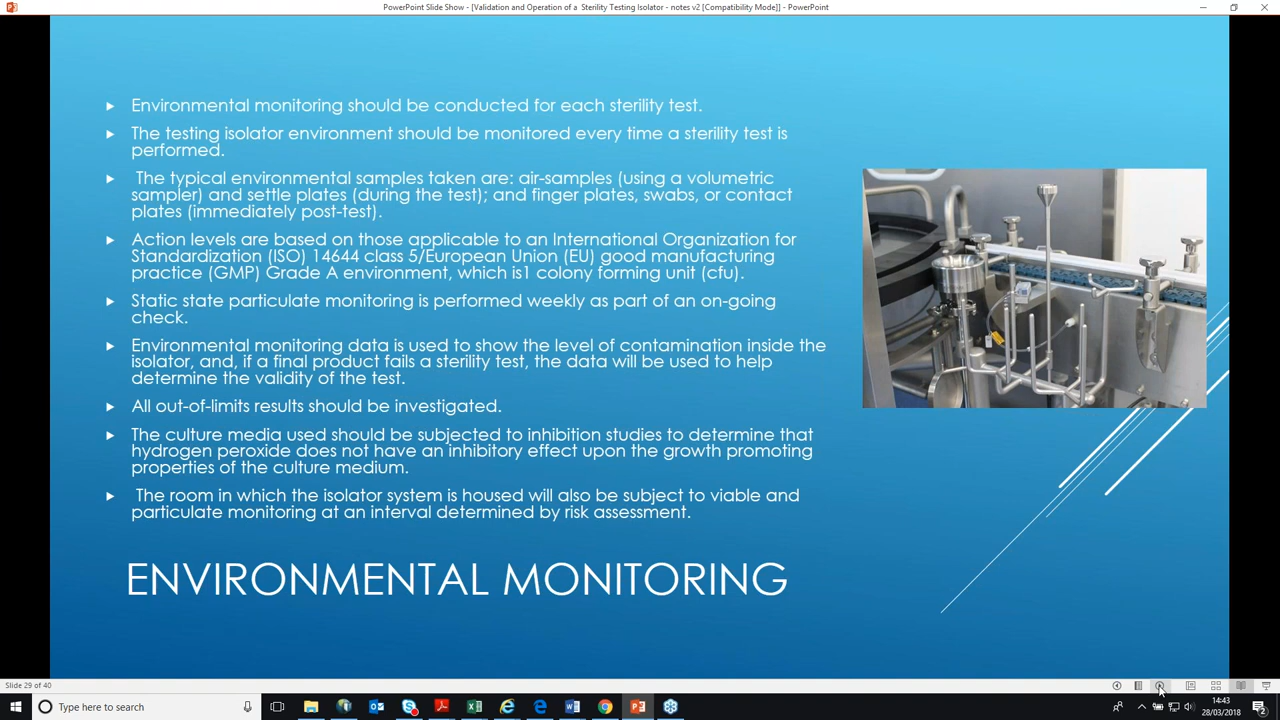 PowerPoint Slide Show - [Validation and Operation of a Sterility Testing Isolator - notes v2 [Compatibility Mode]] - PowerPoint
Environmental monitoring should be conducted for each sterility test.
The testing isolator environment should be monitored every time a sterility test is
performed.
The typical environmental samples taken are: air-samples (using a volumetric
sampler) and settle plates (during the test); and finger plates, swabs, or contact
plates (immediately post-test).
Action levels are based on those applicable to an International Organization for
Standardization (ISO) 14644 class 5/European Union (EU) good manufacturing
practice (GMP) Grade A environment, which is1 colony forming unit (cfu).
Static state particulate monitoring is performed weekly as part of an on-going
check.
Environmental monitoring data is used to show the level of contamination inside the
isolator, and, if a final product fails a sterility test, the data will be used to help
determine the validity of the test.
All out-of-limits results should be investigated.
The culture media used should be subjected to inhibition studies to determine that
hydrogen peroxide does not have an inhibitory effect upon the growth promoting
properties of the culture medium.
The room in which the isolator system is housed will also be subject to viable and
particulate monitoring at an interval determined by risk assessment.
ENVIRONMENTAL MONITORING
Slide 29 of 40
Type here to search
14:43
28/03/2018
2